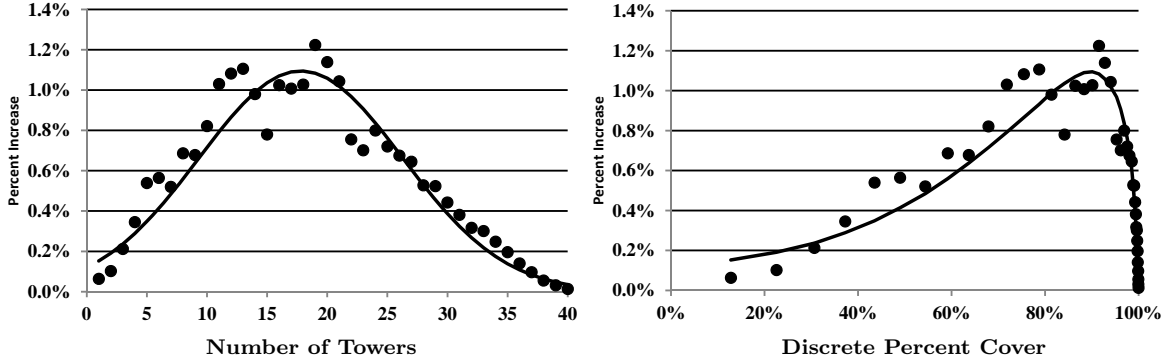 1.4%
1.2%
1.0%
0.8%
0.6%
0.4%
0.2%
0.0%
Percent Increase
0 5 10 15 20 25 30 35 40
Number of Towers
1.4%
1.2%
1.0%
0.8%
0.6%
0.4%
0.2%
0.0%
Percent Increase
0% 20% 40% 60% 80% 100%
Discrete Percent Cover